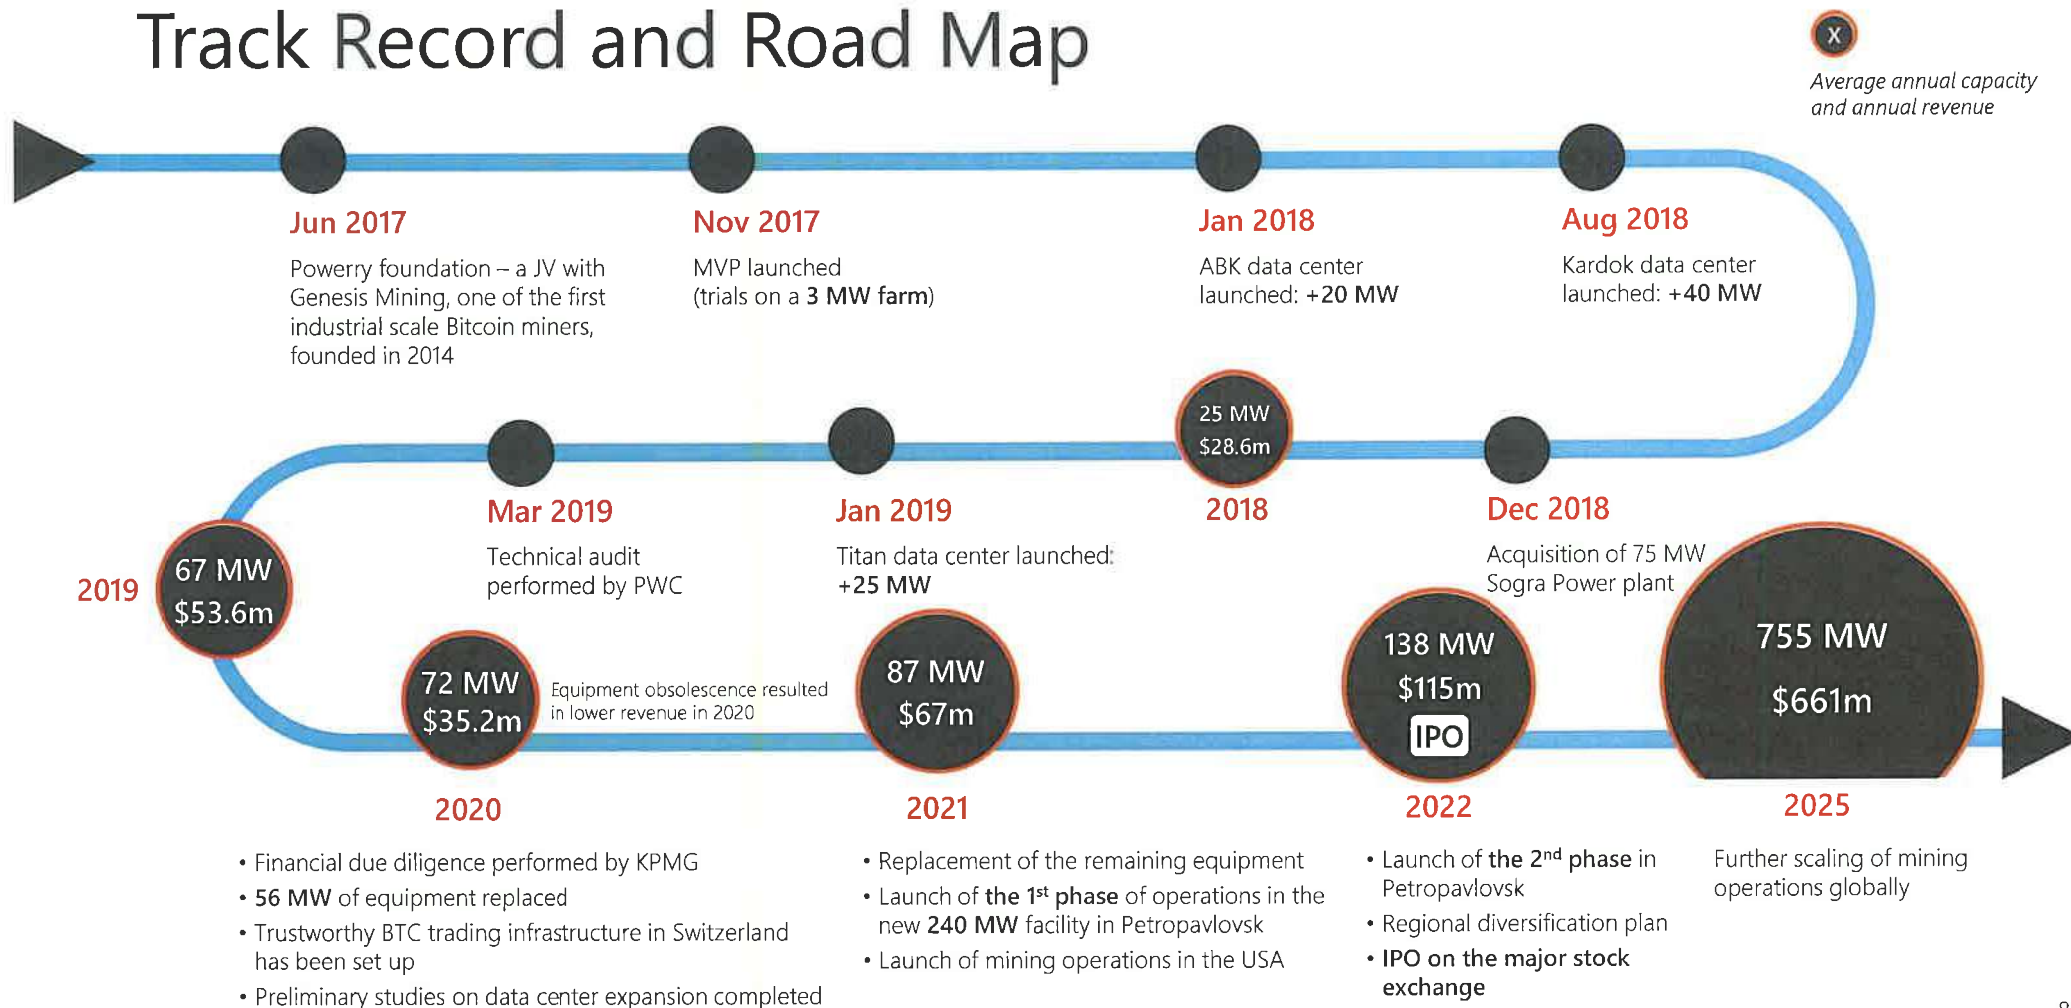 Track Record and Road Map
X
Average annual capacity
and annual revenue
Jun 2017
Powerry foundation – a JV with
Genesis Mining, one of the first
industrial scale Bitcoin miners,
founded in 2014
Nov 2017
MVP launched
(trials on a 3 MW farm)
Jan 2018
ABK data center
launched: +20 MW
Aug 2018
Kardok data center
launched: +40 MW
Dec 2018
Acquisition of 75 MW
Sogra Power plant
25 MW
$28.6m
2018
Jan 2019
Titan data center launched:
+25 MW
Mar 2019
Technical audit
performed by PWC
2019
67 MW
$53.6m
72 MW
$35.2m
Equipment obsolescence resulted
in lower revenue in 2020
2020
• Financial due diligence performed by KPMG
• 56 MW of equipment replaced
• Trustworthy BTC trading infrastructure in Switzerland
has been set up
• Preliminary studies on data center expansion completed
87 MW
$67m
2021
• Replacement of the remaining equipment
• Launch of the 1st phase of operations in the
new 240 MW facility in Petropavlovsk
• Launch of mining operations in the USA
138 MW
$115m
IPO
2022
• Launch of the 2nd phase in
Petropavlovsk
• Regional diversification plan
• IPO on the major stock
exchange
755 MW
$661m
2025
Further scaling of mining
operations globally